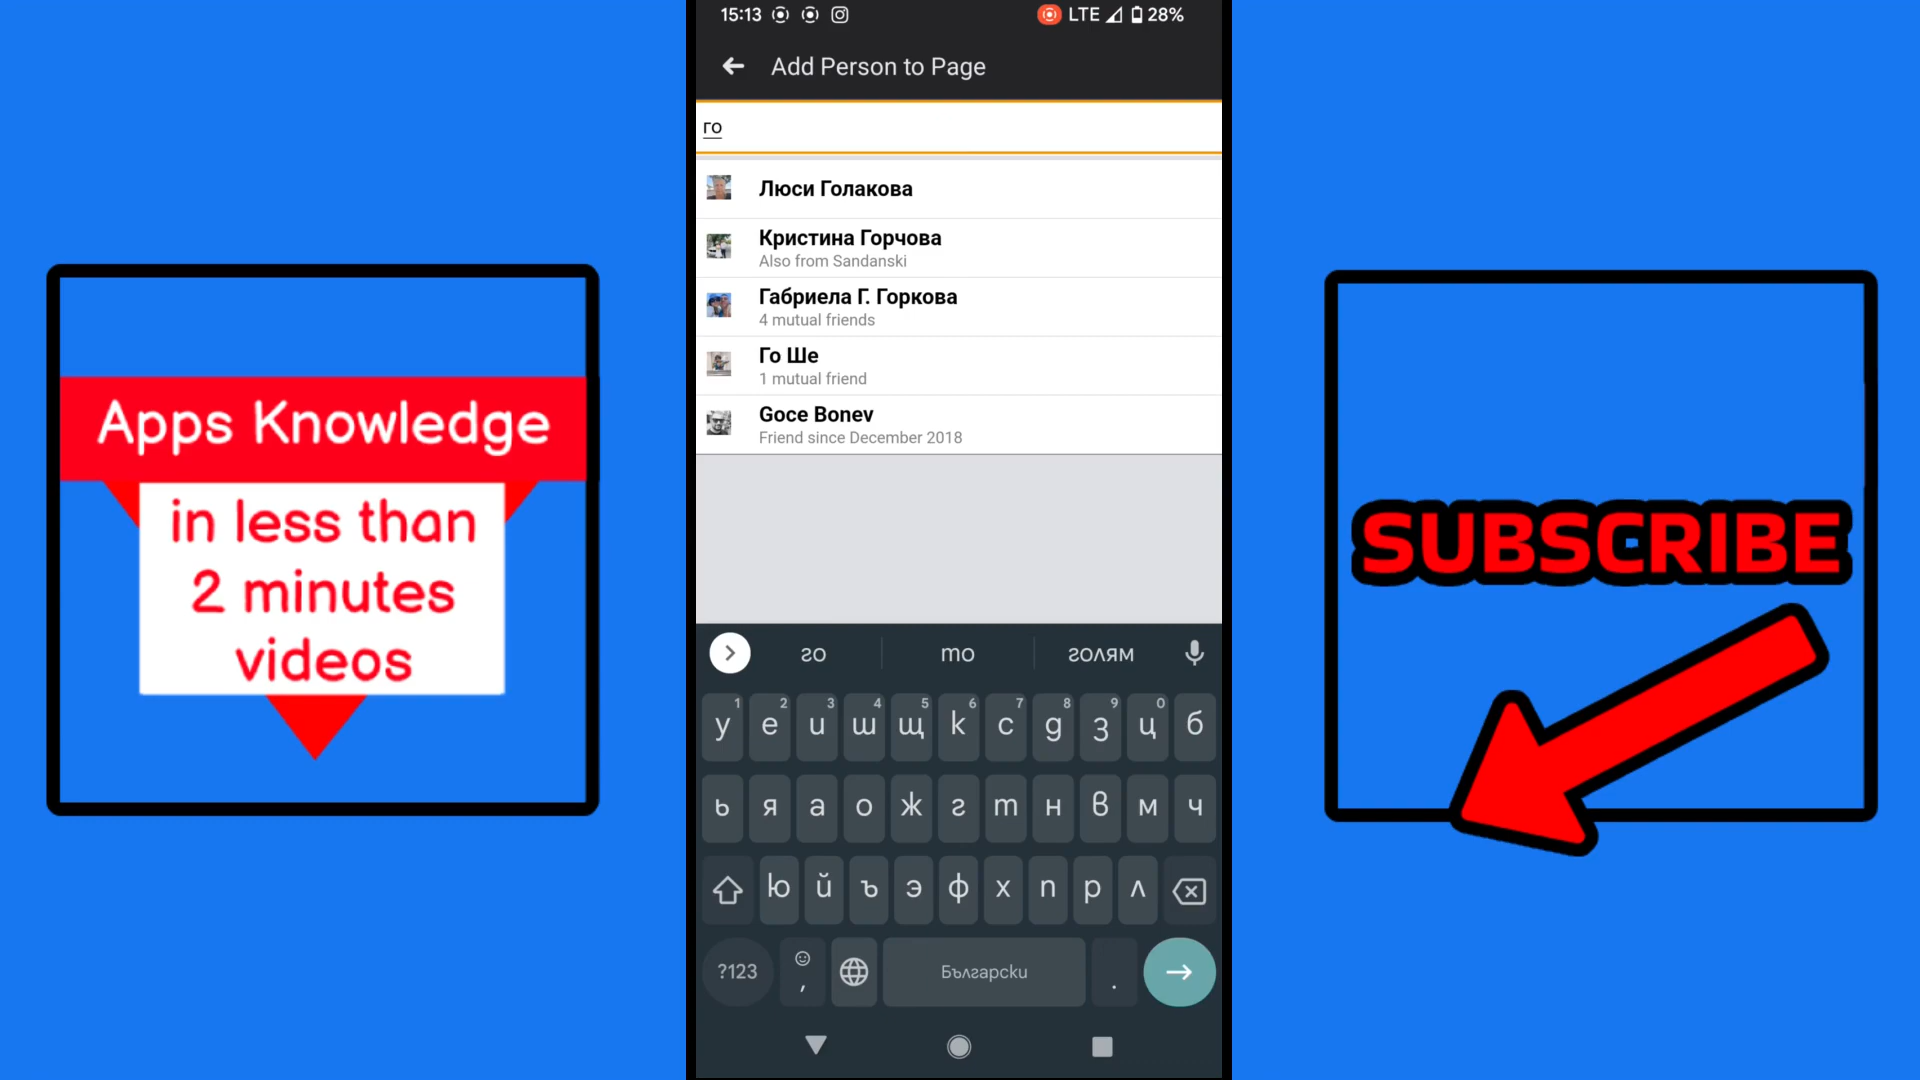 15:13
LTE 28%
Add Person to Page
го
Люси Голакова
Кристина Горчова
Also from Sandanski
Габриела Г. Горкова
4 mutual friends
Го Ше
1 mutual friend
Goce Bonev
Friend since December 2018
го то голям
у 1 е 2 и 3 ш 4 щ 5 к 6 с 7 д 8 з 9 ц 0 б
ь я а о ж г т н в м ч
ю й ъ э ф х п р л
?123 , Български .
Apps Knowledge
in less than
2 minutes
videos
SUBSCRIBE